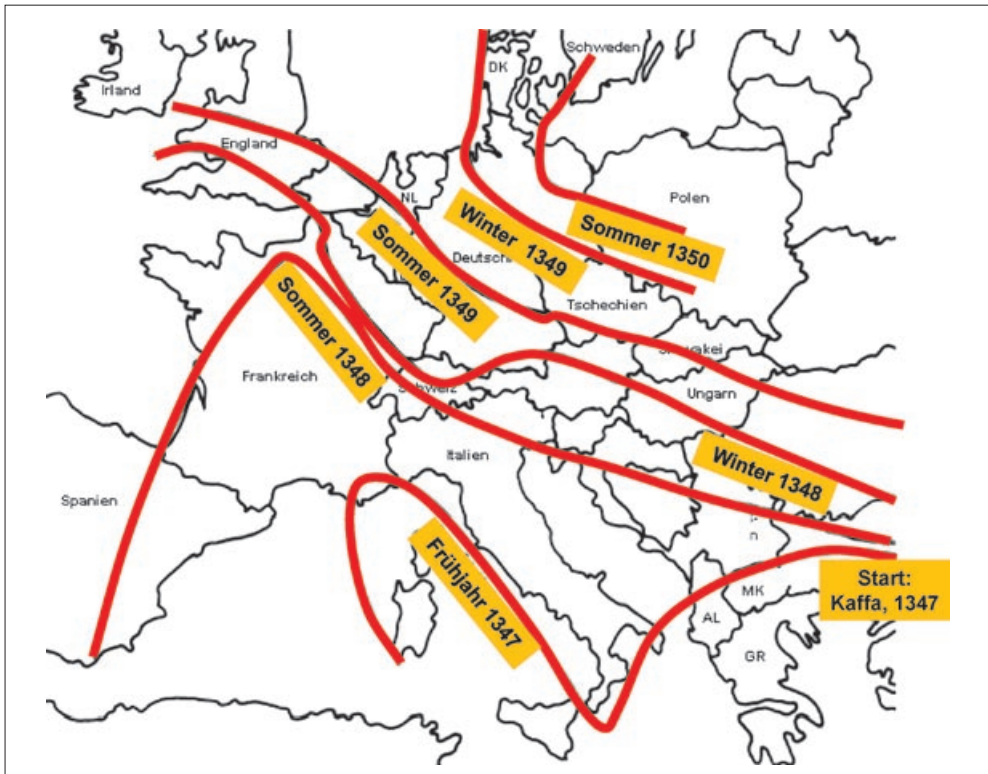 Schweden
DK
Irland
England
NL
Polen
Winter 1349
Sommer 1350
Sommer 1349
Tschechien
Sommer 1348
Frankreich
Schweiz
Ungarn
Italien
Winter 1348
Spanien
n
Frühjahr 1347
Start:
Kaffa, 1347
MK
AL
GR